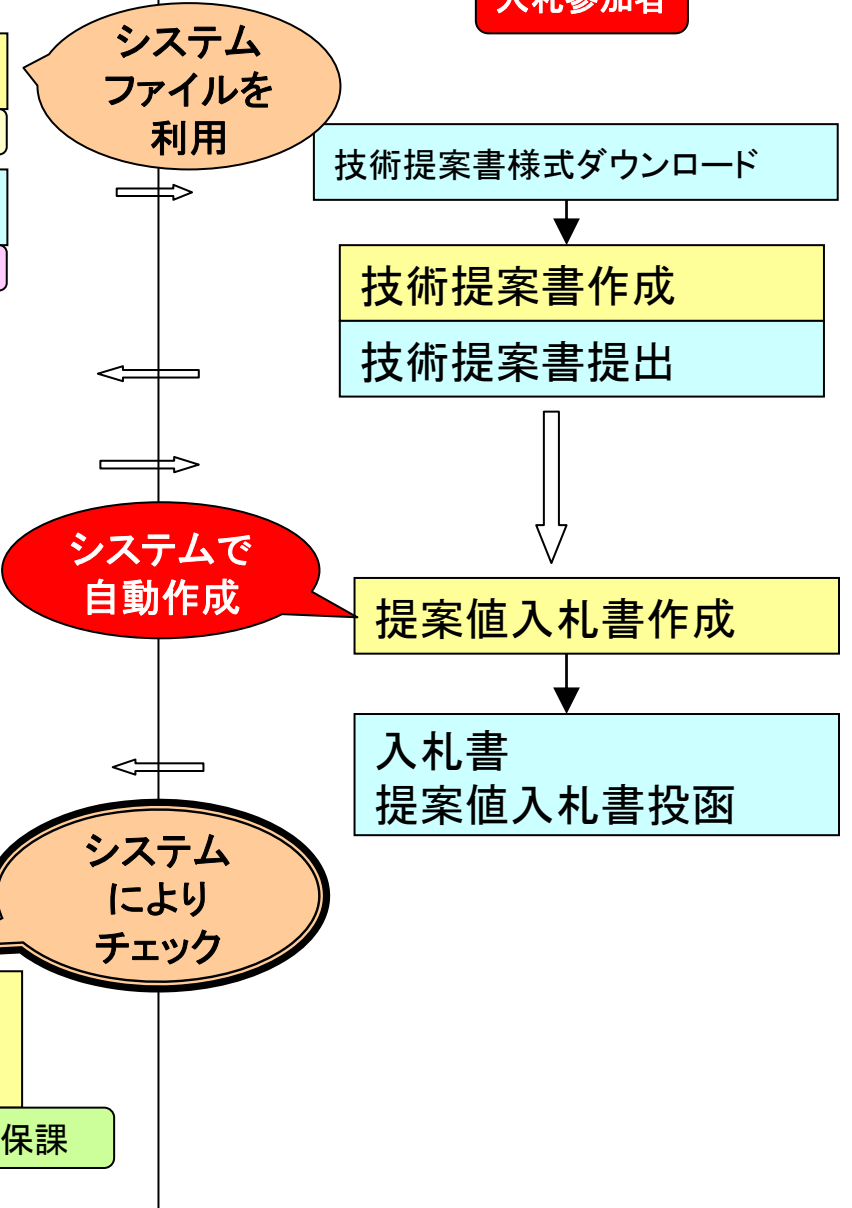 入札参加者
システム
ファイルを
利用
技術提案書様式ダウンロード
技術提案書作成
技術提案書提出
システムで
自動作成
提案値入札書作成
入札書
提案値入札書投函
システム
により
チェック
保課